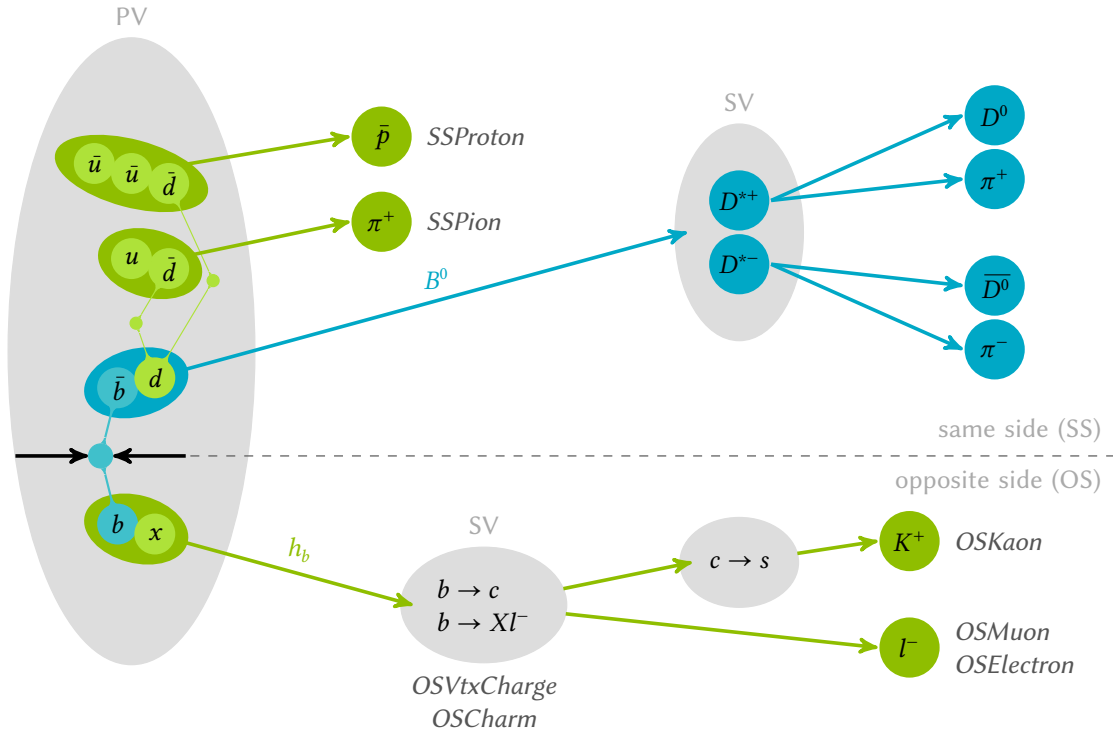 PV
ū ū d̄
p̄ SSProton
u d̄
π⁺ SSPion
b̄ d
B⁰
SV
D*⁺
D*⁻
D⁰
π⁺
D̅⁰
π⁻
same side (SS)
opposite side (OS)
b x
h_b
SV
b → c
b → Xl⁻
OSVtxCharge
OSCharm
c → s
K⁺ OSKaon
l⁻ OSMuon
OSElectron